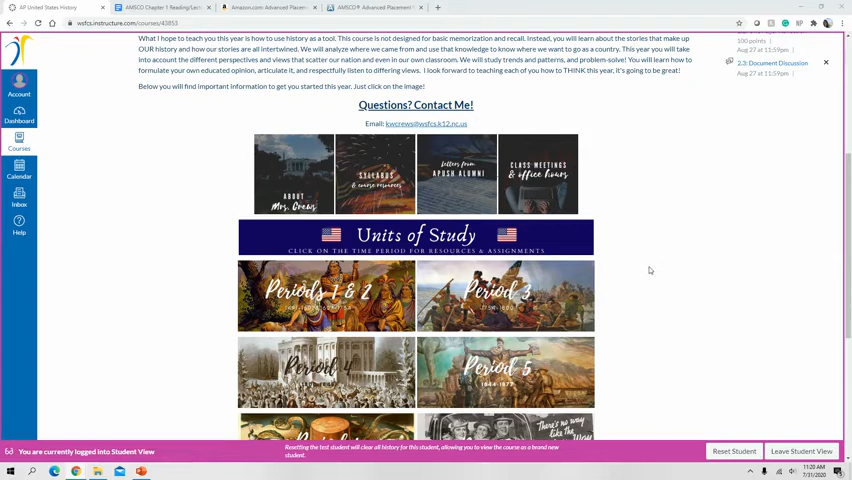 AP United States History
AMSCO Chapter 1 Reading/Lect
Amazon.com: Advanced Placement
AMSCO® Advanced Placement
wsfcs.instructure.com/courses/43853
What I hope to teach you this year is how to use history as a tool. This course is not designed for basic memorization and recall. Instead, you will learn about the stories that make up
OUR history and how our stories are all intertwined. We will analyze where we came from and use that knowledge to know where we want to go as a country. This year you will take
into account the different perspectives and views that scatter our nation and even in our own classroom. We will study trends and patterns, and problem-solve! You will learn how to
formulate your own educated opinion, articulate it, and respectfully listen to differing views. I look forward to teaching each of you how to THINK this year, it's going to be great!
Below you will find important information to get you started this year. Just click on the image!
Questions? Contact Me!
Email: kwcrews@wsfcs.k12.nc.us
ABOUT
Mrs. Crews
SYLLABUS
& course resources
letters from
APUSH ALUMNI
CLASS MEETINGS
& office hours
Units of Study
CLICK ON THE TIME PERIOD FOR RESOURCES & ASSIGNMENTS
Periods 1 & 2
Period 3
Period 4
Period 5
1844-1877
There's no way
like the
100 points
Aug 27 at 11:59pm
2.3: Document Discussion
Aug 27 at 11:59pm
Account
Dashboard
Courses
Calendar
Inbox
Help
You are currently logged into Student View
Resetting the test student will clear all history for this student, allowing you to view the course as a brand new
student.
Reset Student
Leave Student View
11:20 AM
7/31/2020